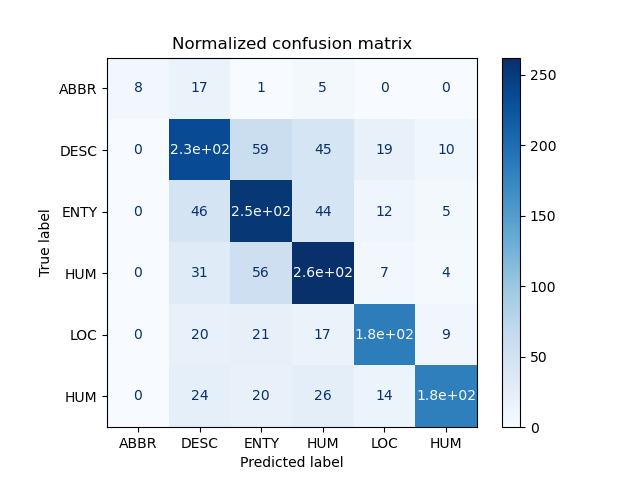 Normalized confusion matrix
ABBR 8 17 1 5 0 0
DESC 0 2.3e+02 59 45 19 10
ENTY 0 46 2.5e+02 44 12 5
HUM 0 31 56 2.6e+02 7 4
LOC 0 20 21 17 1.8e+02 9
HUM 0 24 20 26 14 1.8e+02
ABBR DESC ENTY HUM LOC HUM
Predicted label
True label
250
200
150
100
50
0